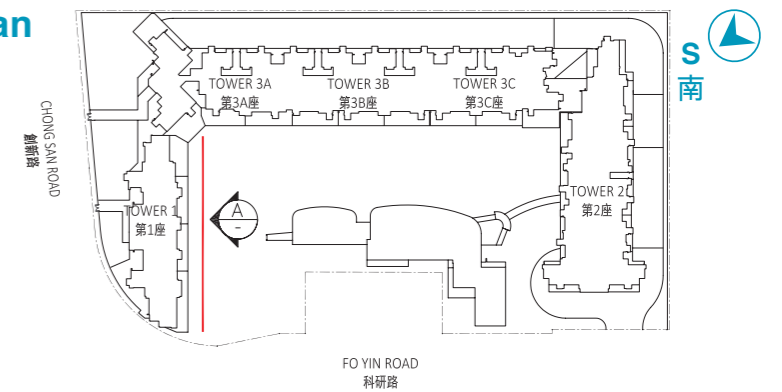 an
S
南
TOWER 3A
第3A座
TOWER 3B
第3B座
TOWER 3C
第3C座
CHONG SAN ROAD
創新路
TOWER 1
第1座
A
-
TOWER 2
第2座
FO YIN ROAD
科研路